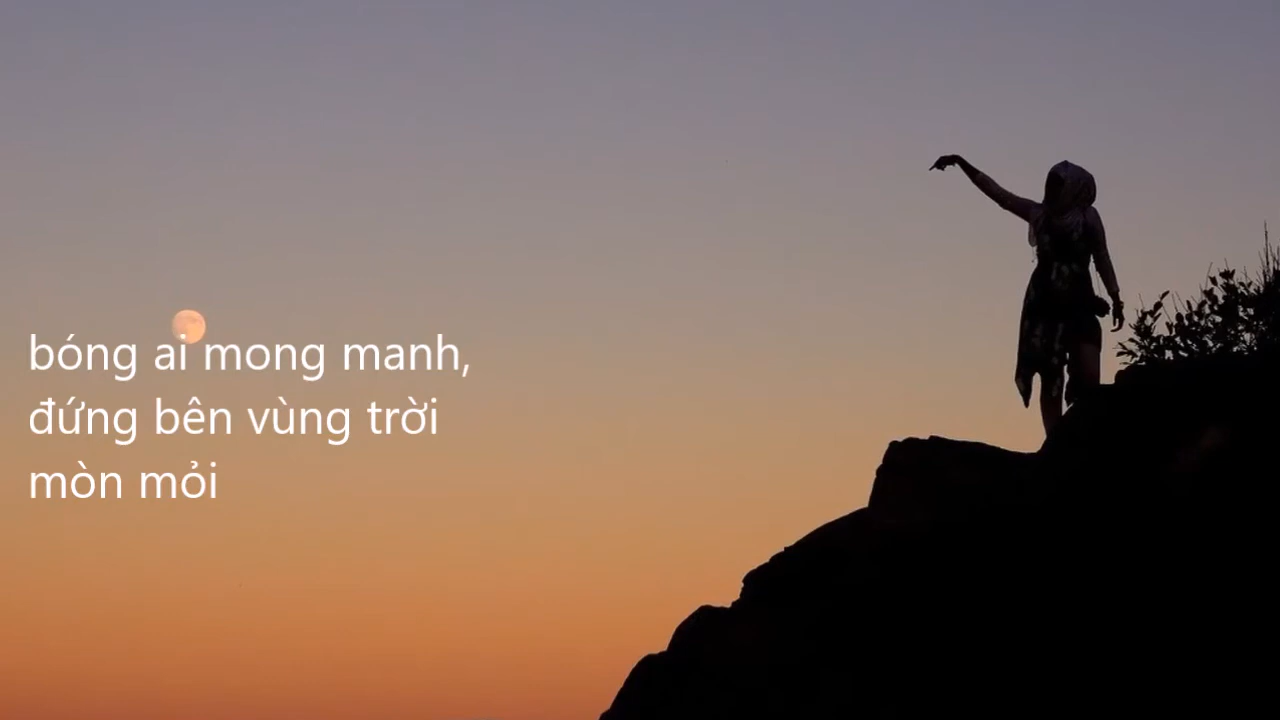 bóng ai mong manh,
đứng bên vùng trời
mòn mỏi